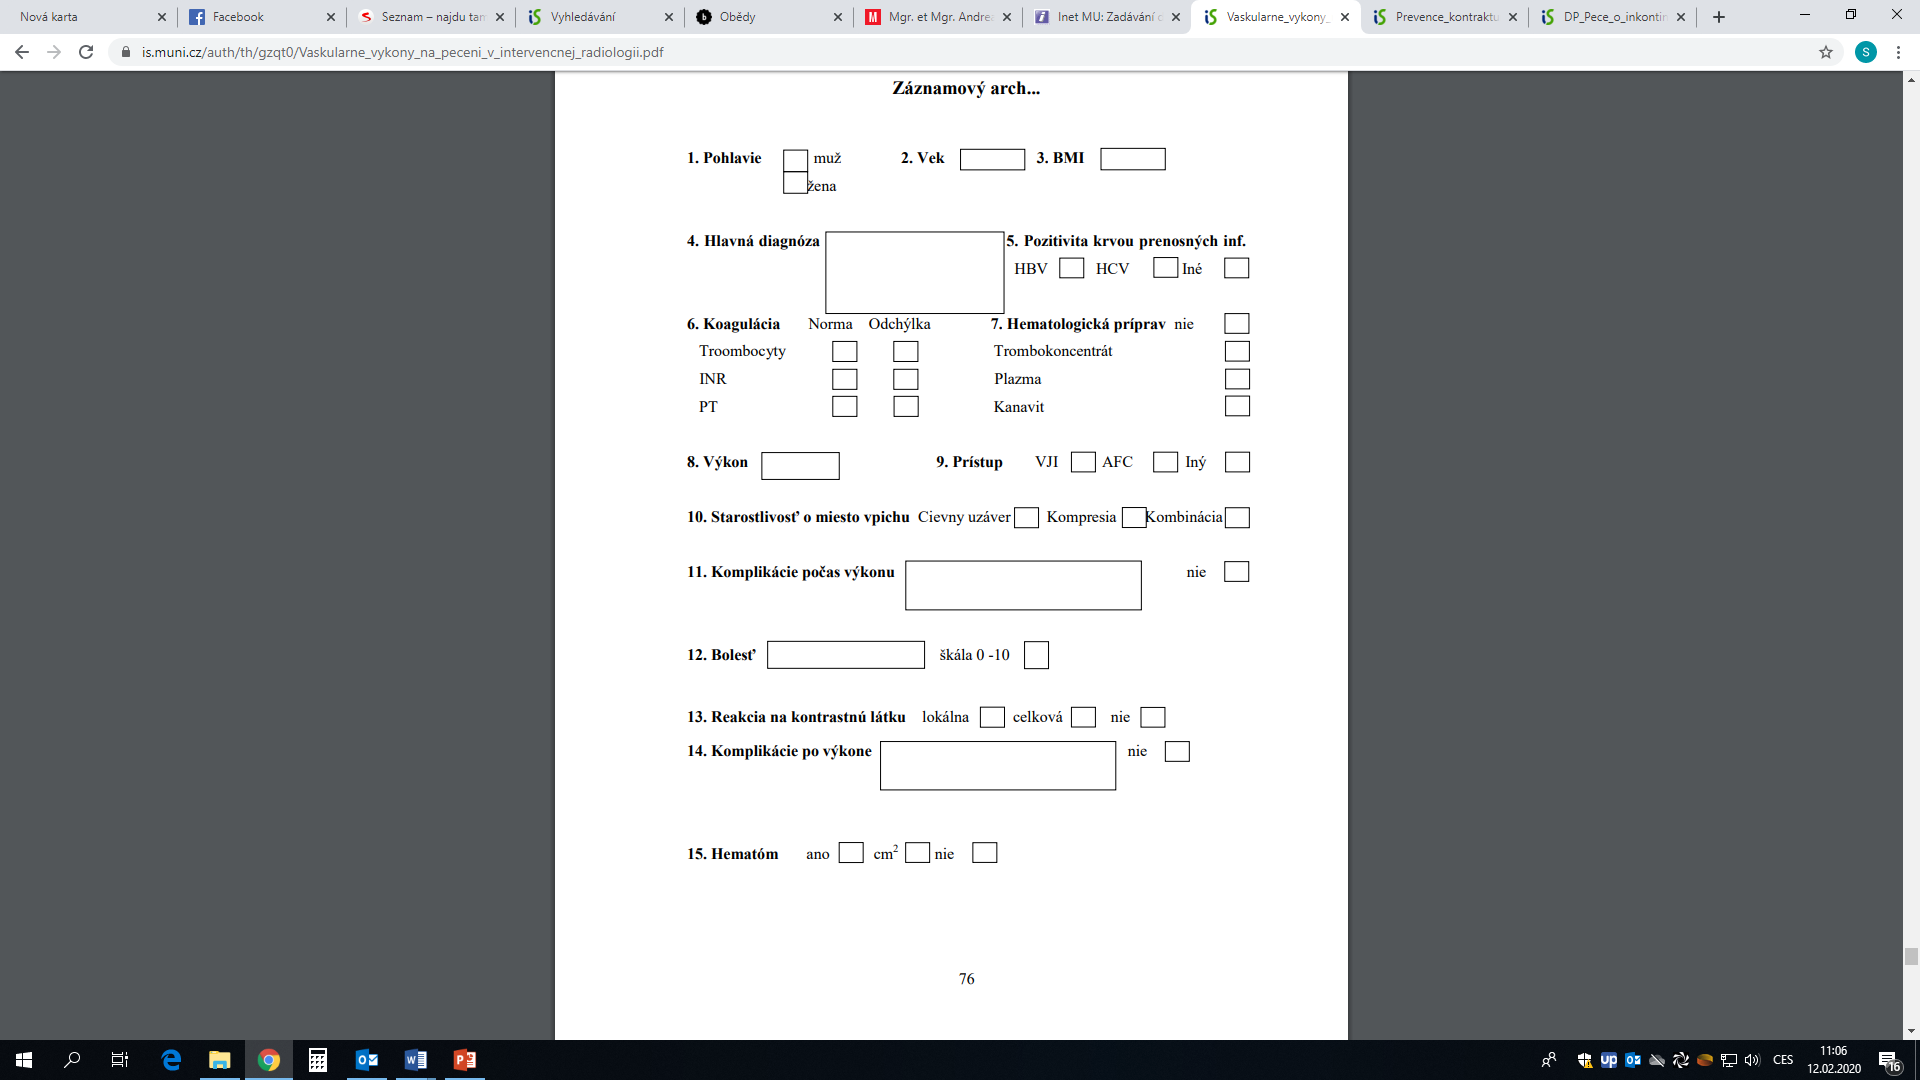 Nová karta
Facebook
Seznam – najdu tam
Vyhledávání
Obědy
Mgr. et Mgr. Andrea
Inet MU: Zadávání
Vaskularne_vykony_
Prevence_kontraktu
DP_Pece_o_inkontin
is.muni.cz/auth/th/gzqt0/Vaskularne_vykony_na_peceni_v_intervencnej_radiologii.pdf
S
Záznamový arch...
1. Pohlavie muž 2. Vek 3. BMI
žena
4. Hlavná diagnóza 5. Pozitivita krvou prenosných inf.
HBV HCV Iné
6. Koagulácia Norma Odchýlka 7. Hematologická príprav nie
Troombocyty Trombokoncentrát
INR Plazma
PT Kanavit
8. Výkon 9. Prístup VJI AFC Iný
10. Starostlivosť o miesto vpichu Cievny uzáver Kompresia Kombinácia
11. Komplikácie počas výkonu nie
12. Bolesť škála 0 -10
13. Reakcia na kontrastnú látku lokálna celková nie
14. Komplikácie po výkone nie
15. Hematóm ano cm2 nie
76
CES
11:06
12.02.2020
16